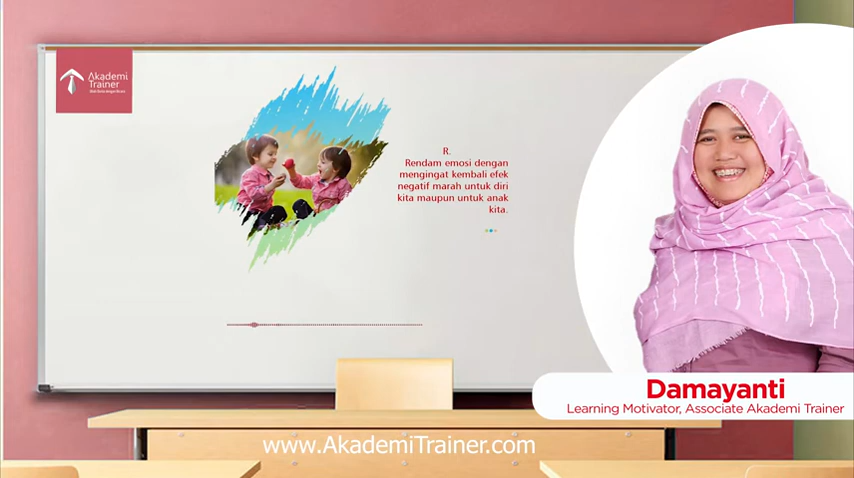 Akademi
Trainer
R.
Rendam emosi dengan
mengingat kembali efek
negatif marah untuk diri
kita maupun untuk anak
kita.
Damayanti
Learning Motivator, Associate Akademi Trainer
www.AkademiTrainer.com